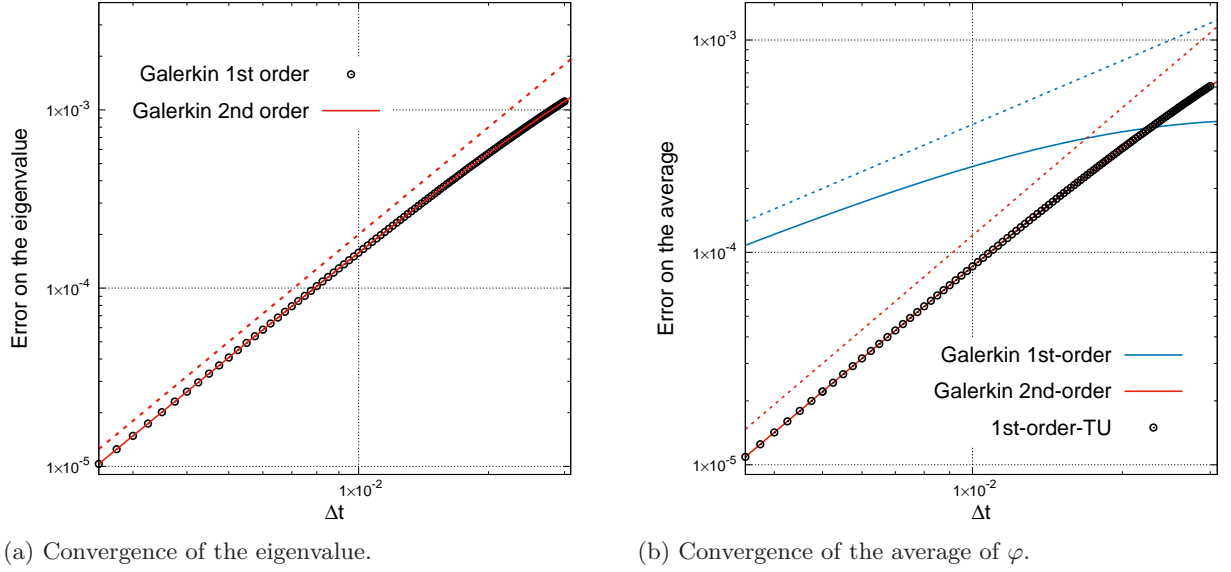 Galerkin 1st order
Galerkin 2nd order
1×10⁻³
1×10⁻⁴
1×10⁻⁵
Error on the eigenvalue
1×10⁻²
Δt
(a) Convergence of the eigenvalue.
1×10⁻³
1×10⁻⁴
1×10⁻⁵
Error on the average
Galerkin 1st-order
Galerkin 2nd-order
1st-order-TU
1×10⁻²
Δt
(b) Convergence of the average of φ.